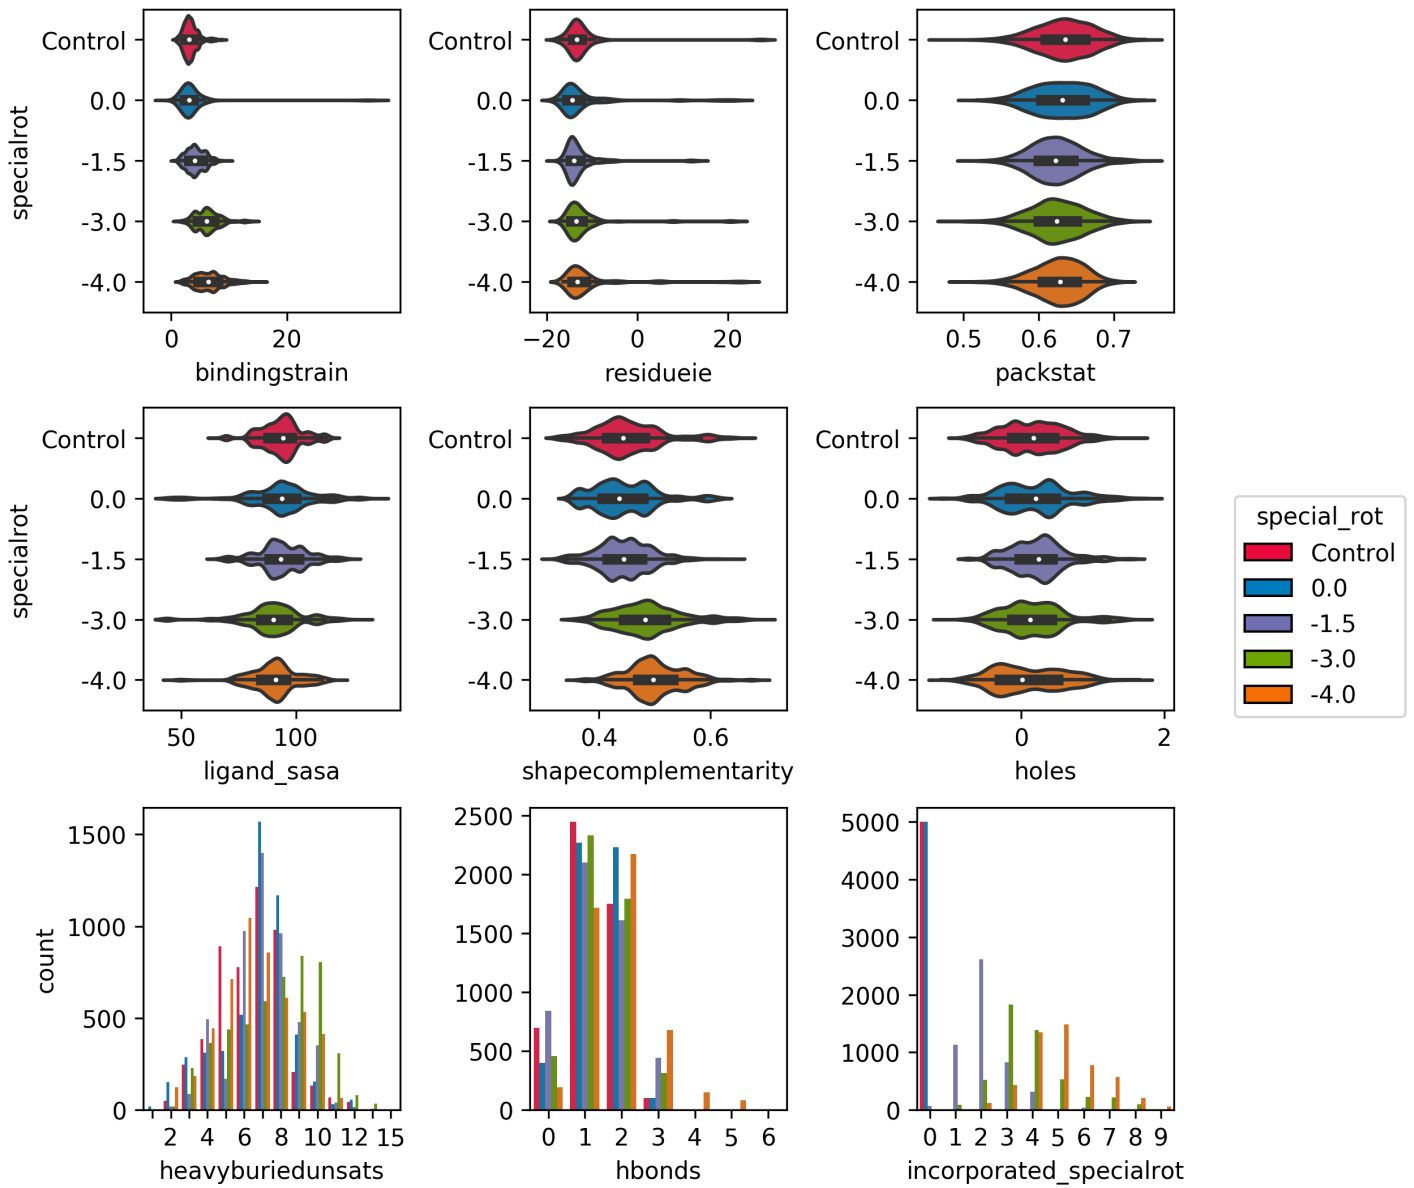 specialrot
Control
0.0
-1.5
-3.0
-4.0
0 20
bindingstrain
Control
0.0
-1.5
-3.0
-4.0
−20 0 20
residueie
Control
0.0
-1.5
-3.0
-4.0
0.5 0.6 0.7
packstat
specialrot
Control
0.0
-1.5
-3.0
-4.0
50 100
ligand_sasa
Control
0.0
-1.5
-3.0
-4.0
0.4 0.6
shapecomplementarity
Control
0.0
-1.5
-3.0
-4.0
0 2
holes
special_rot
Control
0.0
-1.5
-3.0
-4.0
count
1500
1000
500
0
2 4 6 8 10 12 15
heavyburiedunsats
2500
2000
1500
1000
500
0
0 1 2 3 4 5 6
hbonds
5000
4000
3000
2000
1000
0
0 1 2 3 4 5 6 7 8 9
incorporated_specialrot